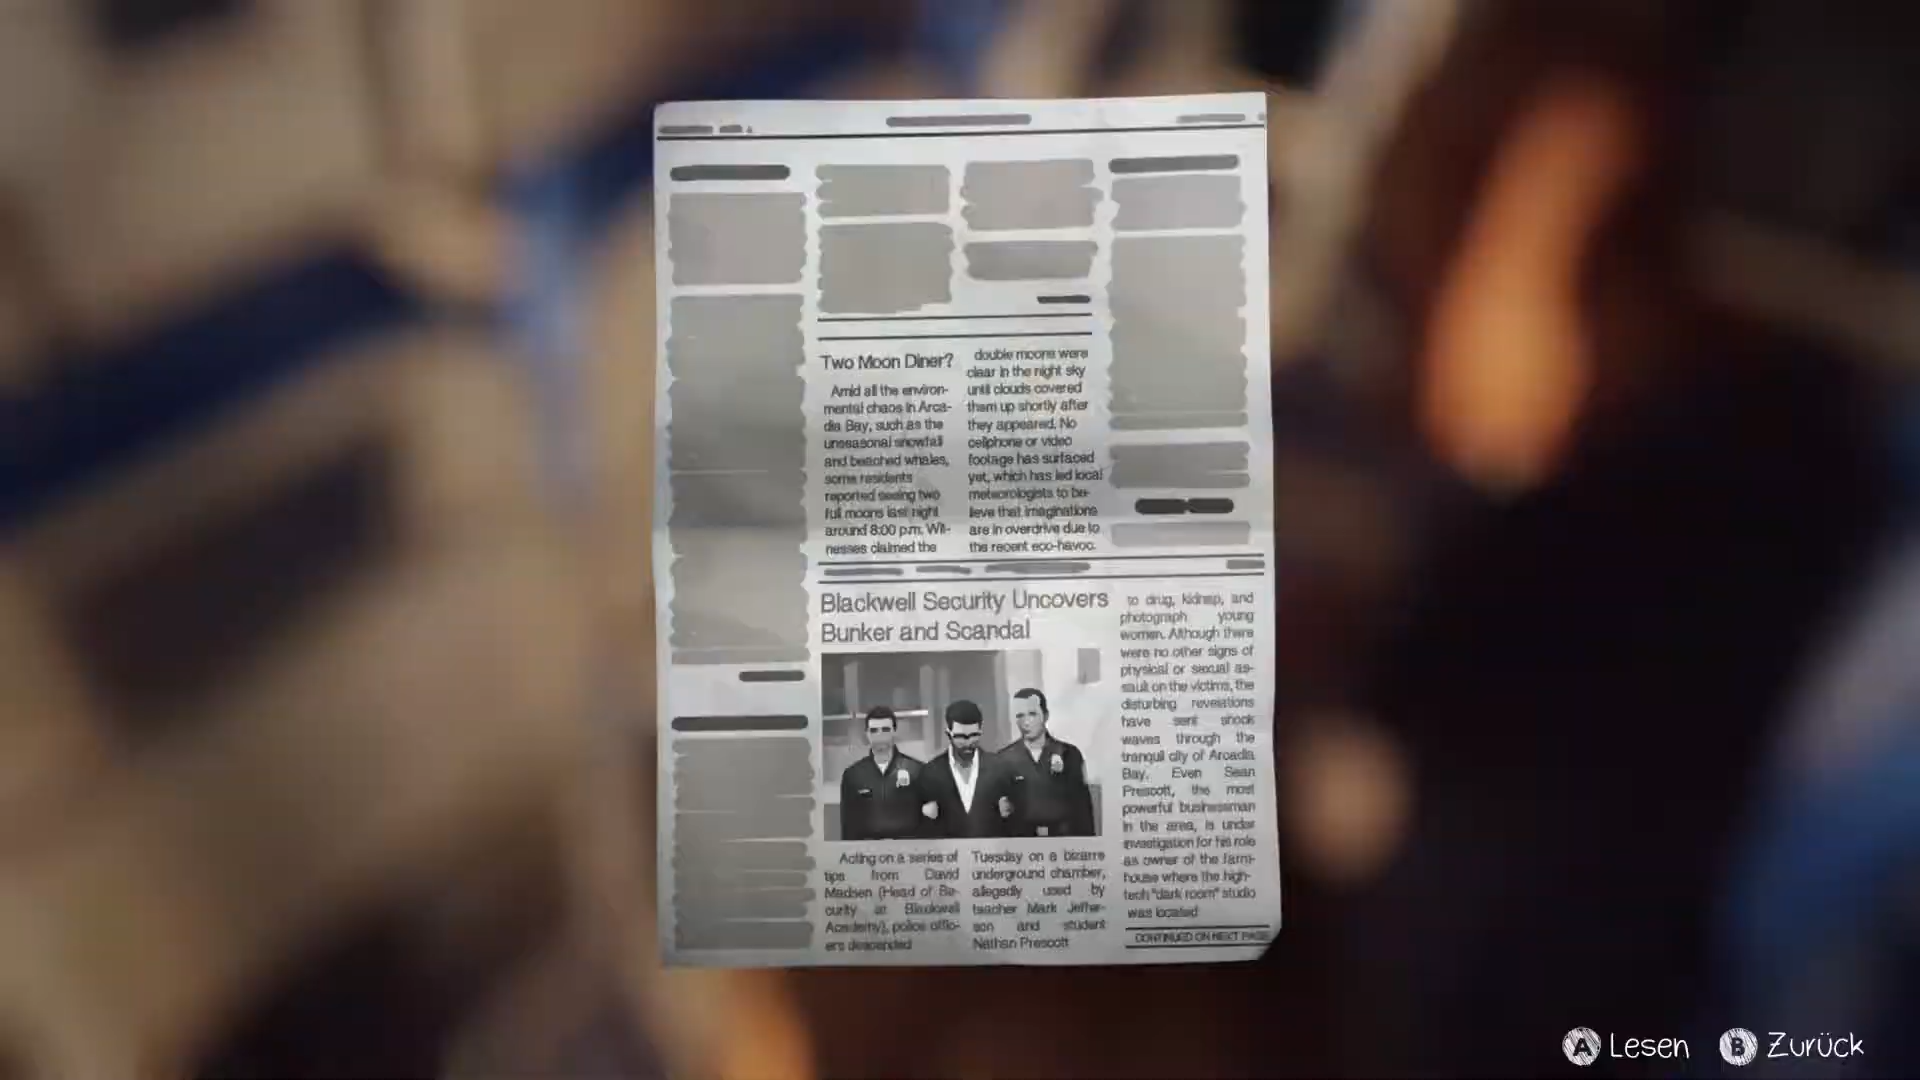 Two Moon Diner?
Amid all the environ-
mental chaos in Arca-
dia Bay, such as the
unseasonal snowfall
and beached whales,
some residents
reported seeing two
full moons last night
around 8:00 p.m. Wit-
nesses claimed the
double moons were
clear in the night sky
until clouds covered
them up shortly after
they appeared. No
cellphone or video
footage has surfaced
yet, which has led local
meteorologists to be-
lieve that imaginations
are in overdrive due to
the recent eco-havoc.
Blackwell Security Uncovers
Bunker and Scandal
Acting on a series of
tips from David
Madsen (Head of Se-
curity at Blackwell
Academy), police offic-
ers descended
Tuesday on a bizarre
underground chamber,
allegedly used by
teacher Mark Jeffer-
son and student
Nathan Prescott
to drug, kidnap, and
photograph young
women. Although there
were no other signs of
physical or sexual as-
sault on the victims, the
disturbing revelations
have sent shock
waves through the
tranquil city of Arcadia
Bay. Even Sean
Prescott, the most
powerful businessman
in the area, is under
investigation for his role
as owner of the farm-
house where the high-
tech "dark room" studio
was located
CONTINUED ON NEXT PAGE
A Lesen B Zurück